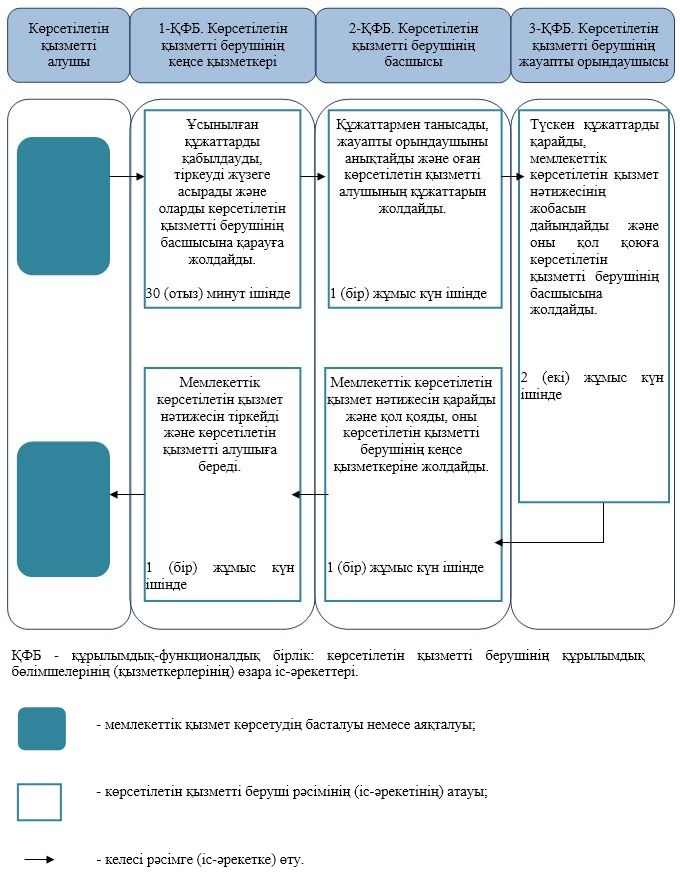 Көрсетілетін
қызметті
алушы
1-ҚФБ. Көрсетілетін
қызметті берушінің
кеңсе қызметкері
2-ҚФБ. Көрсетілетін
қызметті берушінің
басшысы
3-ҚФБ. Көрсетілетін
қызметті берушінің
жауапты орындаушысы
Ұсынылған
құжаттарды
қабылдауды,
тіркеуді жүзеге
асырады және
оларды көрсетілетін
қызметті берушінің
басшысына қарауға
жолдайды.
30 (отыз) минут ішінде
Құжаттармен танысады,
жауапты орындаушыны
анықтайды және оған
көрсетілетін қызметті
алушының құжаттарын
жолдайды.
1 (бір) жұмыс күн ішінде
Түскен құжаттарды
қарайды,
мемлекеттік
көрсетілетін қызмет
нәтижесінің
жобасын
дайындайды және
оны қол қоюға
көрсетілетін
қызметті берушінің
басшысына
жолдайды.
2 (екі) жұмыс күн
ішінде
Мемлекеттік
көрсетілетін қызмет
нәтижесін тіркейді
және көрсетілетін
қызметті алушыға
береді.
1 (бір) жұмыс күн
ішінде
Мемлекеттік көрсетілетін
қызмет нәтижесін қарайды
және қол қояды, оны
көрсетілетін қызметті
берушінің кеңсе
қызметкеріне жолдайды.
1 (бір) жұмыс күн ішінде
ҚФБ - құрылымдық-функционалдық бірлік: көрсетілетін қызметті берушінің құрылымдық
бөлімшелерінің (қызметкерлерінің) өзара іс-әрекеттері.
- мемлекеттік қызмет көрсетудің басталуы немесе аяқталуы;
- көрсетілетін қызметті беруші рәсімінің (іс-әрекетінің) атауы;
- келесі рәсімге (іс-әрекетке) өту.